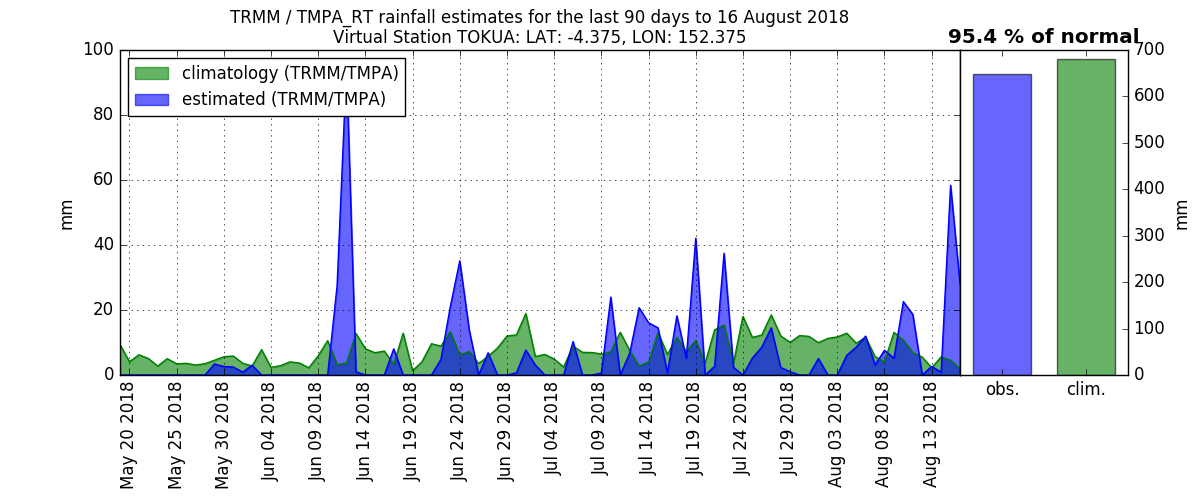 TRMM / TMPA_RT rainfall estimates for the last 90 days to 16 August 2018
Virtual Station TOKUA: LAT: -4.375, LON: 152.375
95.4 % of normal
climatology (TRMM/TMPA)
estimated (TRMM/TMPA)
mm
100
80
60
40
20
0
May 20 2018
May 25 2018
May 30 2018
Jun 04 2018
Jun 09 2018
Jun 14 2018
Jun 19 2018
Jun 24 2018
Jun 29 2018
Jul 04 2018
Jul 09 2018
Jul 14 2018
Jul 19 2018
Jul 24 2018
Jul 29 2018
Aug 03 2018
Aug 08 2018
Aug 13 2018
obs.
clim.
700
600
500
400
300
200
100
0
mm